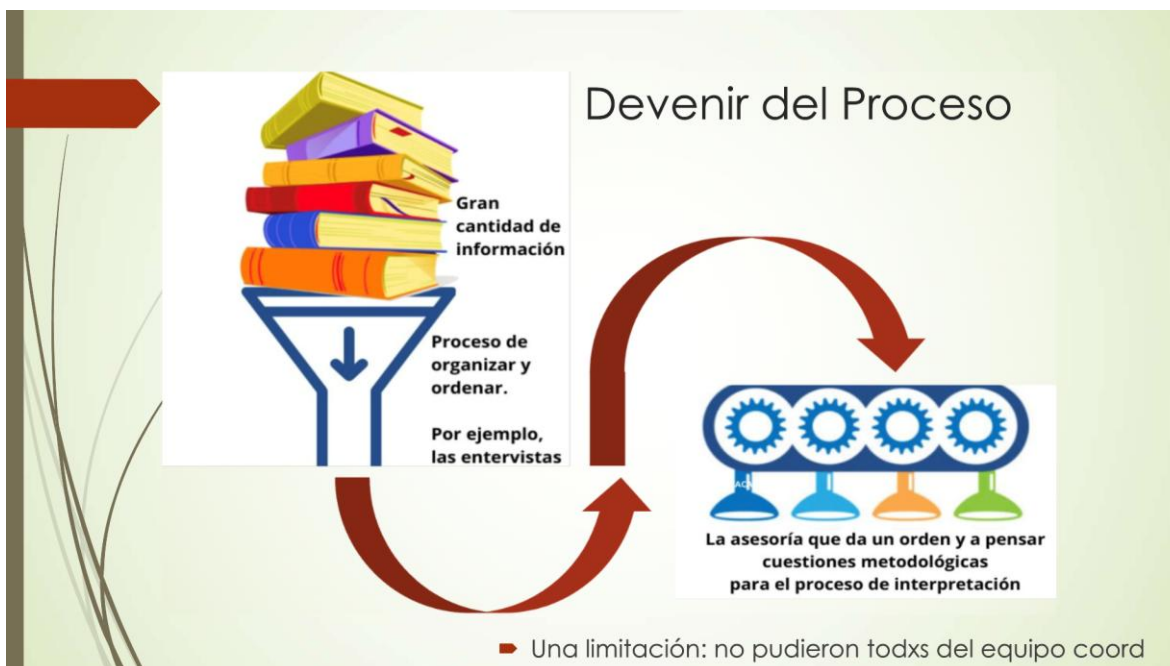 Devenir del Proceso
Gran
cantidad de
información
Proceso de
organizar y
ordenar.
Por ejemplo,
las entervistas
La asesoría que da un orden y a pensar
cuestiones metodológicas
para el proceso de interpretación
Una limitación: no pudieron todxs del equipo coord